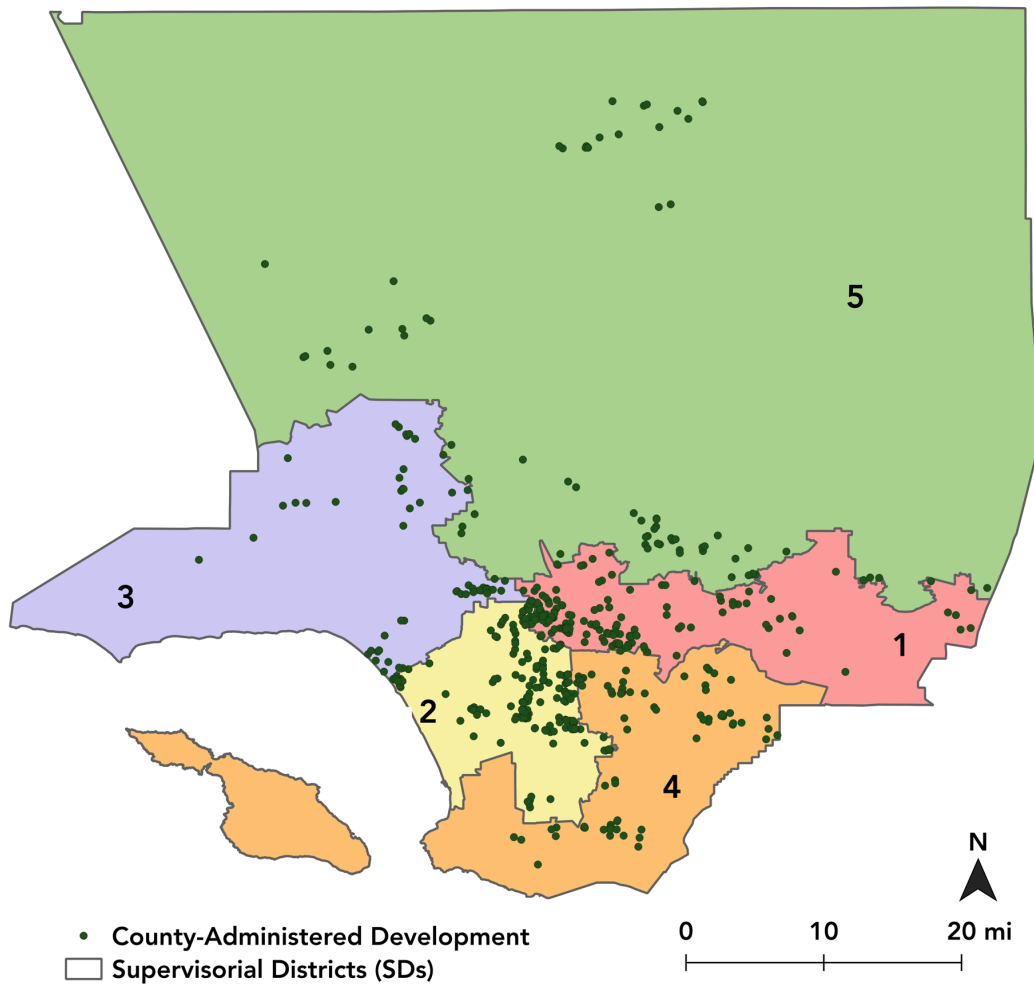 5
3
1
2
4
N
County-Administered Development
0 10 20 mi
Supervisorial Districts (SDs)